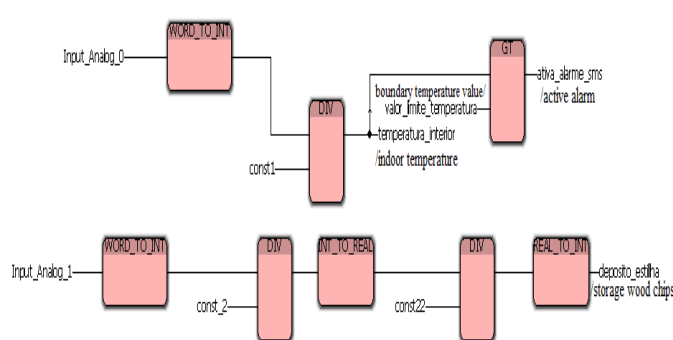 WORD_TO_INT
Input_Analog_0
GT
ativa_alarme_sms
/active alarm
boundary temperature value/
valor_limite_temperatura
DIV
temperatura_interior
/indoor temperature
const1
WORD_TO_INT
DIV
INT_TO_REAL
DIV
REAL_TO_INT
Input_Analog_1
deposito_estilha
/storage wood chips
const_2
const22